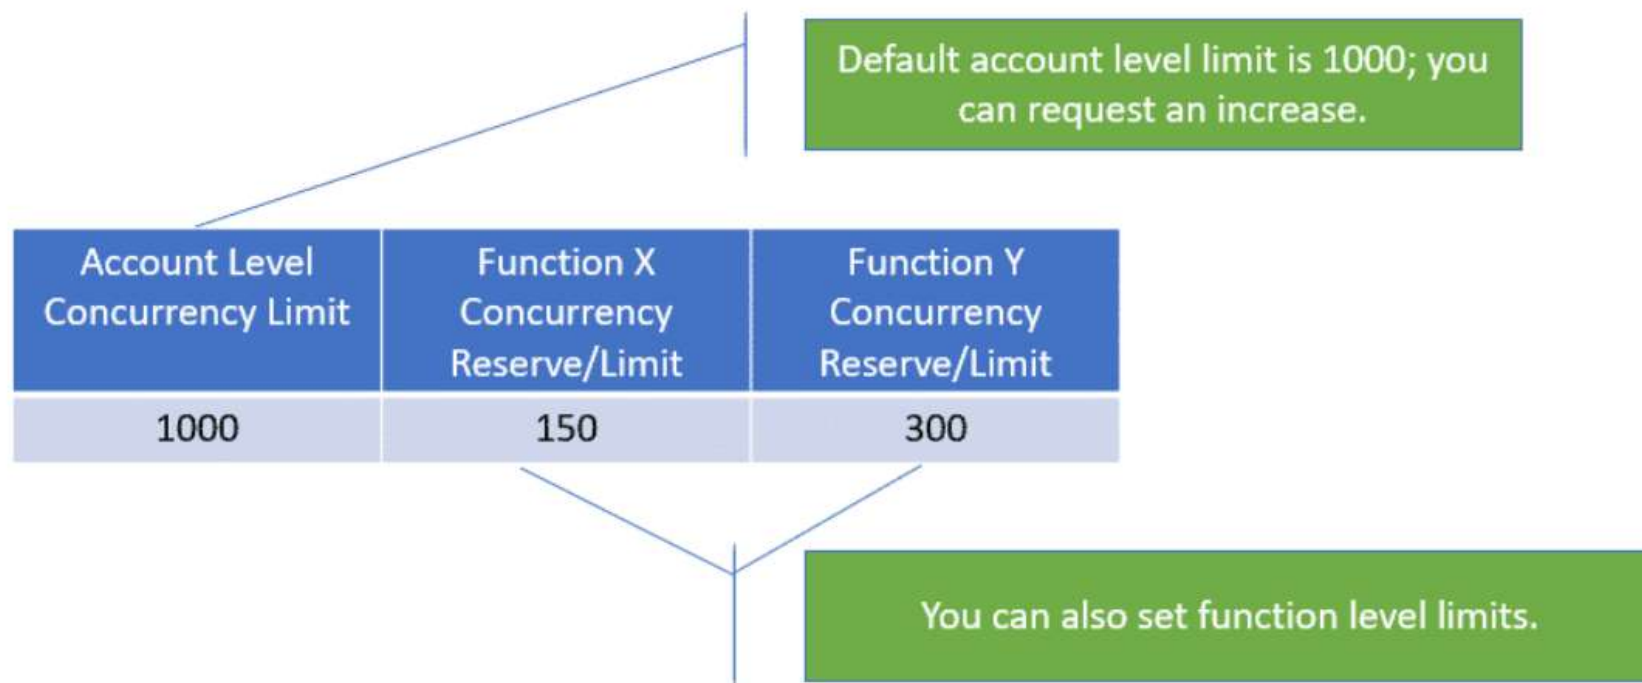 Default account level limit is 1000; you
can request an increase.
Account Level
Concurrency Limit
Function X
Concurrency
Reserve/Limit
Function Y
Concurrency
Reserve/Limit
1000
150
300
You can also set function level limits.